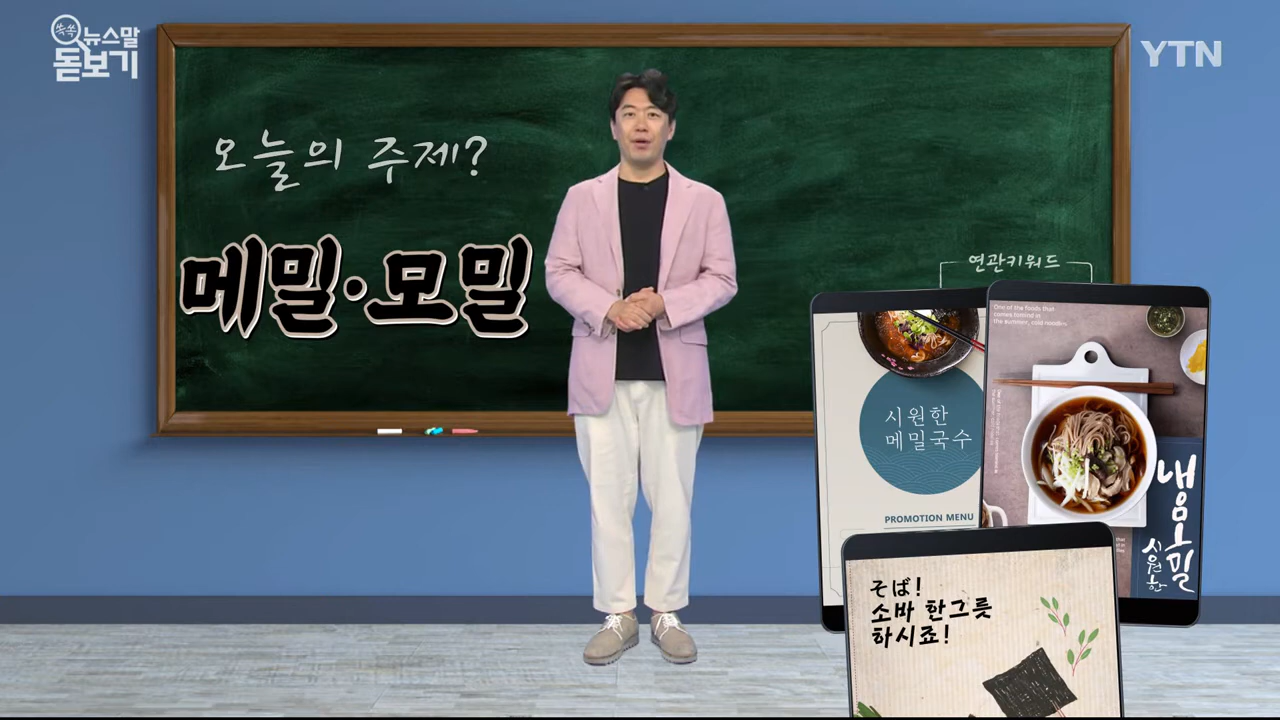 쏙쏙
뉴스말
돋보기
YTN
오늘의 주제?
메밀·모밀
연관키워드
시원한
메밀국수
PROMOTION MENU
One of the foods that
comes to mind in
the summer, cold noodles
냉모밀
시원한
そば!
소바 한그릇
하시죠!